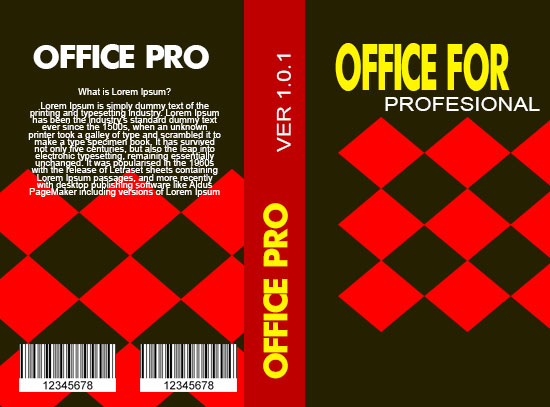 OFFICE PRO
What is Lorem Ipsum?
Lorem Ipsum is simply dummy text of the
printing and typesetting industry. Lorem Ipsum
has been the industry's standard dummy text
ever since the 1500s, when an unknown
printer took a galley of type and scrambled it to
make a type specimen book. It has survived
not only five centuries, but also the leap into
electronic typesetting, remaining essentially
unchanged. It was popularised in the 1960s
with the release of Letraset sheets containing
Lorem Ipsum passages, and more recently
with desktop publishing software like Aldus
PageMaker including versions of Lorem Ipsum
12345678
12345678
VER 1.0.1
OFFICE PRO
OFFICE FOR
PROFESIONAL